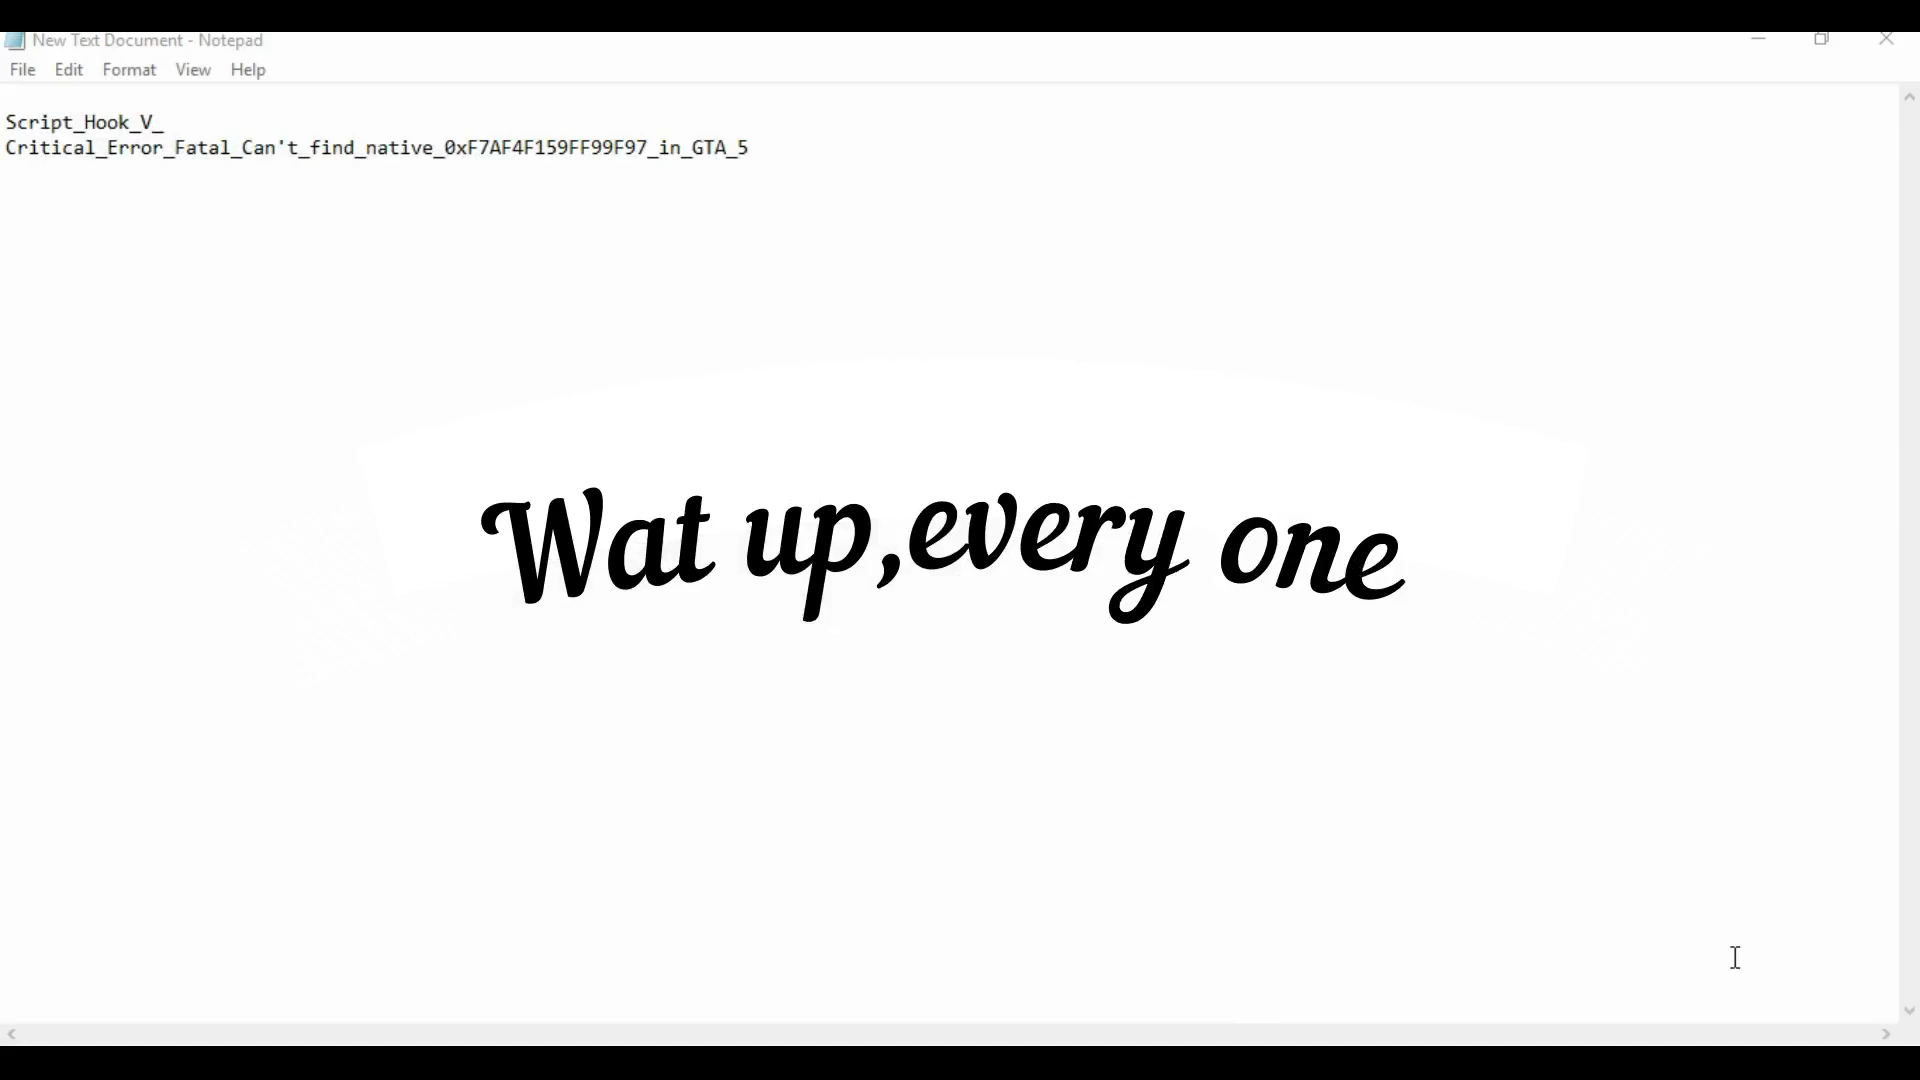 New Text Document - Notepad
File Edit Format View Help
Script_Hook_V_
Critical_Error_Fatal_Can't_find_native_0xF7AF4F159FF99F97_in_GTA_5
Wat up,every one